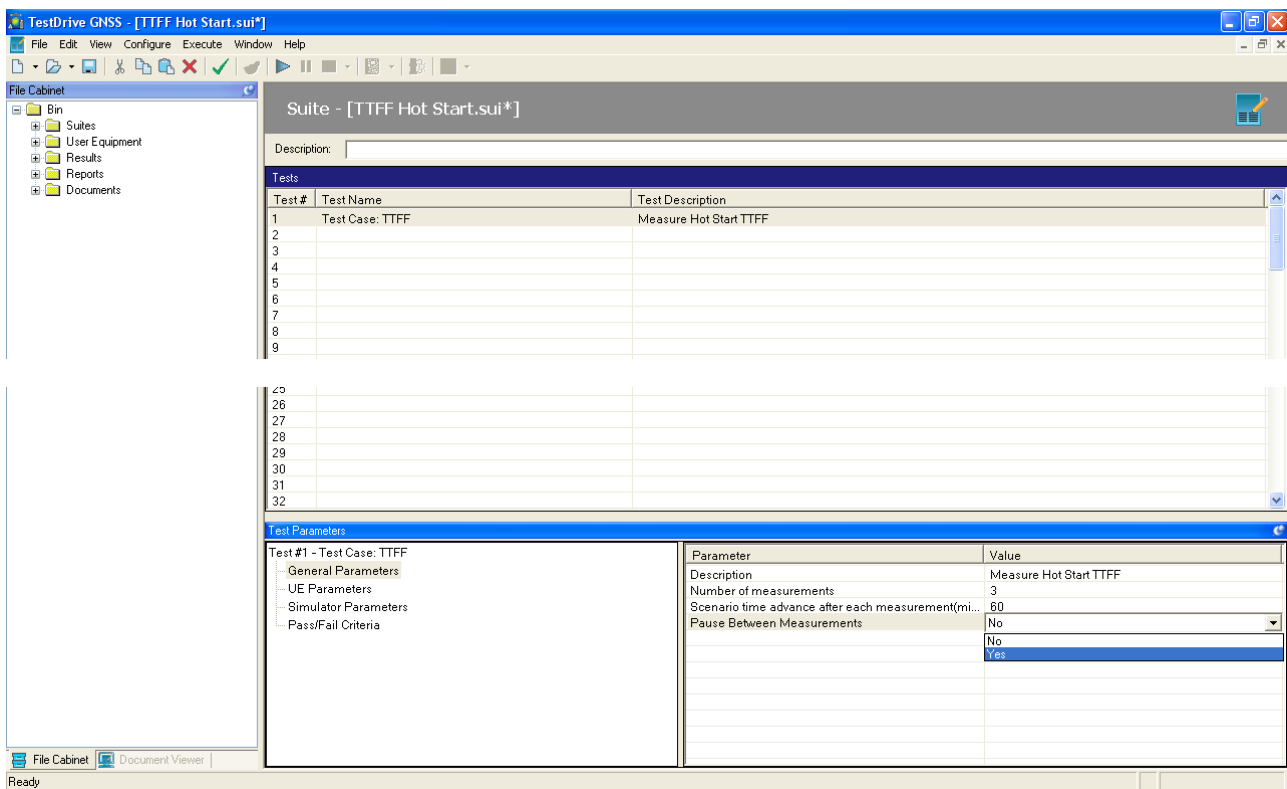 TestDrive GNSS - [TTFF Hot Start.sui*]
File Edit View Configure Execute Window Help
File Cabinet
Bin
Suites
User Equipment
Results
Reports
Documents
Suite - [TTFF Hot Start.sui*]
Description:
Tests
Test # Test Name Test Description
1 Test Case: TTFF Measure Hot Start TTFF
2
3
4
5
6
7
8
9
25
26
27
28
29
30
31
32
Test Parameters
Test #1 - Test Case: TTFF
General Parameters
UE Parameters
Simulator Parameters
Pass/Fail Criteria
Parameter Value
Description Measure Hot Start TTFF
Number of measurements 3
Scenario time advance after each measurement(mi... 60
Pause Between Measurements No
No
Yes
File Cabinet Document Viewer
Ready